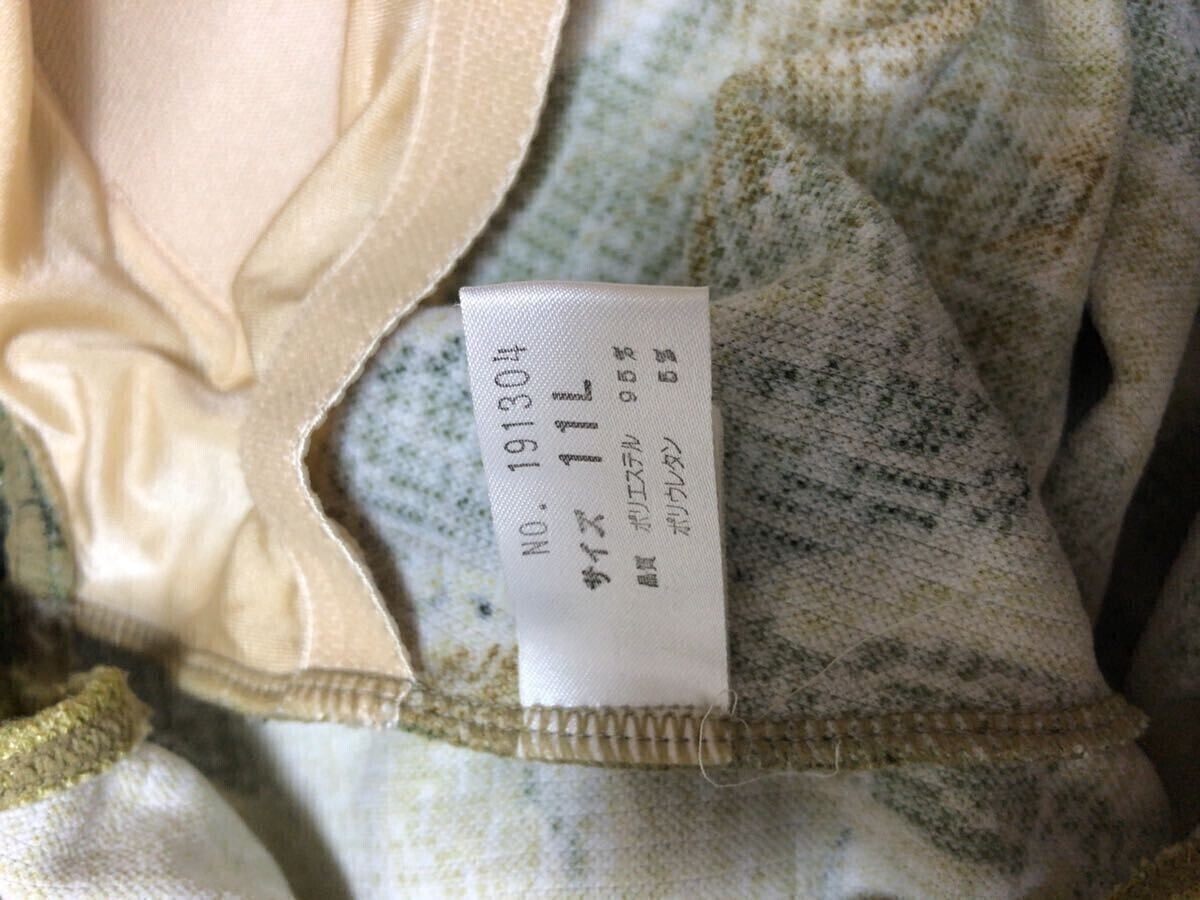 NO. 191304
サイズ 11L
品質 ポリエステル 95%
ポリウレタン 5%